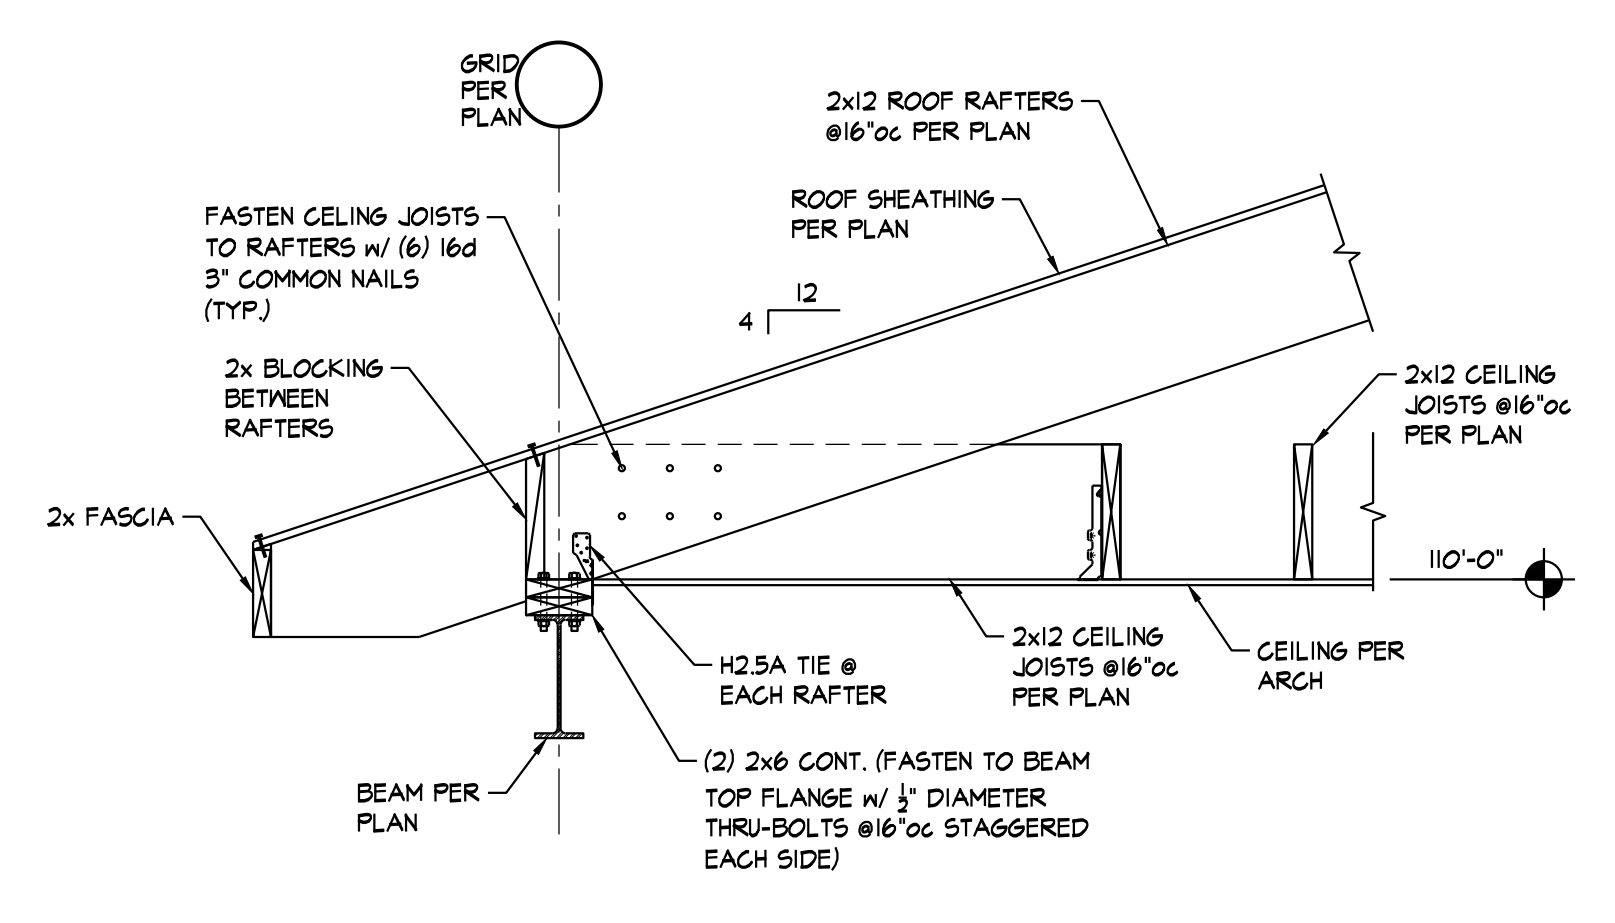 GRID
PER
PLAN
2x12 ROOF RAFTERS
@16"oc PER PLAN
ROOF SHEATHING
PER PLAN
FASTEN CELING JOISTS
TO RAFTERS w/ (6) 16d
3" COMMON NAILS
(TYP.)
12
4
2x BLOCKING
BETWEEN
RAFTERS
2x12 CEILING
JOISTS @16"oc
PER PLAN
2x FASCIA
110'-0"
H2.5A TIE @
EACH RAFTER
2x12 CEILING
JOISTS @16"oc
PER PLAN
CEILING PER
ARCH
(2) 2x6 CONT. (FASTEN TO BEAM
TOP FLANGE w/ ½" DIAMETER
THRU-BOLTS @16"oc STAGGERED
EACH SIDE)
BEAM PER
PLAN